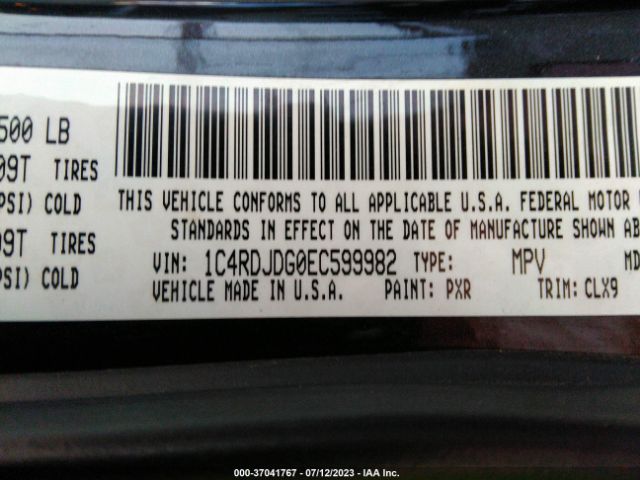 500 LB
09T TIRES
PSI) COLD
09T TIRES
PSI) COLD
THIS VEHICLE CONFORMS TO ALL APPLICABLE U.S.A. FEDERAL MOTOR
STANDARDS IN EFFECT ON THE DATE OF MANUFACTURE SHOWN AB
VIN: 1C4RDJDG0EC599982 TYPE: MPV MD
VEHICLE MADE IN U.S.A. PAINT: PXR TRIM: CLX9
000-37041767 - 07/12/2023 - IAA Inc.